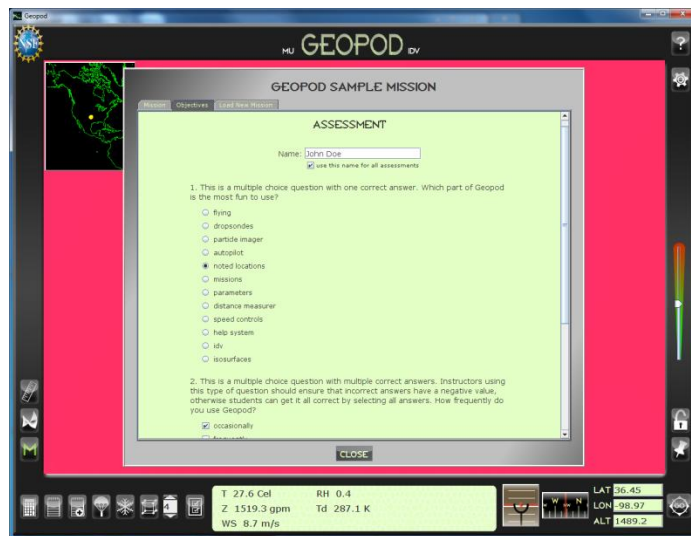 Geopod
NSF
MU GEOPOD IDV
?
GEOPOD SAMPLE MISSION
Mission Objectives Load New Mission
ASSESSMENT
Name: John Doe
use this name for all assessments
1. This is a multiple choice question with one correct answer. Which part of Geopod
is the most fun to use?
flying
dropsondes
particle imager
autopilot
noted locations
missions
parameters
distance measurer
speed controls
help system
idv
isosurfaces
2. This is a multiple choice question with multiple correct answers. Instructors using
this type of question should ensure that incorrect answers have a negative value,
otherwise students can get it all correct by selecting all answers. How frequently do
you use Geopod?
occasionally
CLOSE
M
4
T 27.6 Cel RH 0.4
Z 1519.3 gpm Td 287.1 K
WS 8.7 m/s
W N
LAT 36.45
LON -98.97
ALT 1489.2
GO